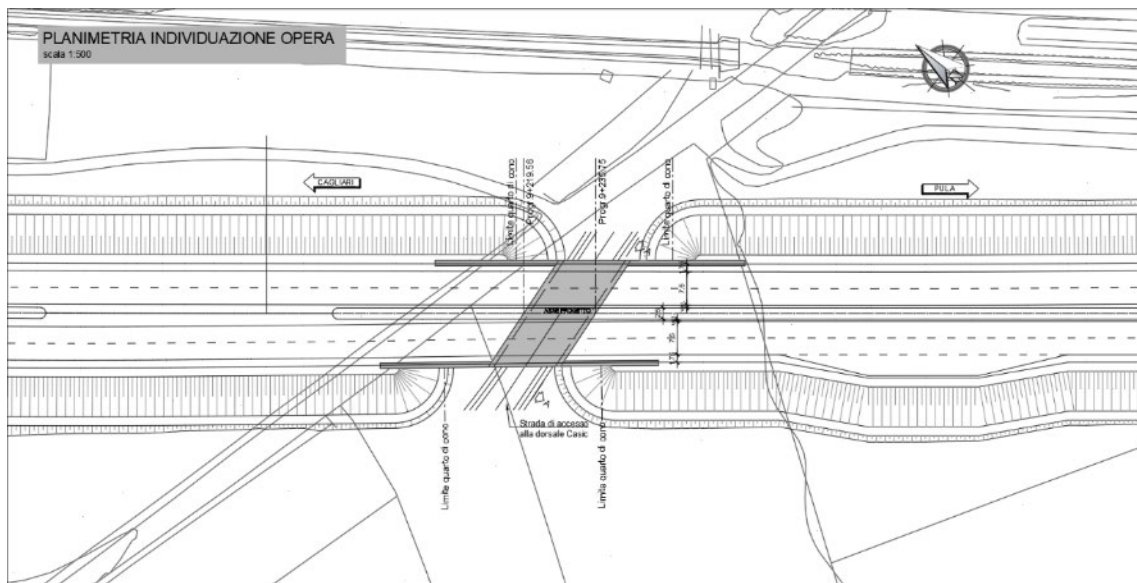 PLANIMETRIA INDIVIDUAZIONE OPERA
scala 1:500
CAGLIARI
PULA
Limite quarto di cono
Progr 9+219.56
Progr 9+235.75
Limite quarto di cono
ASSE PROGETTO
Strada di accesso
alla dorsale Casic
Limite quarto di cono
Limite quarto di cono